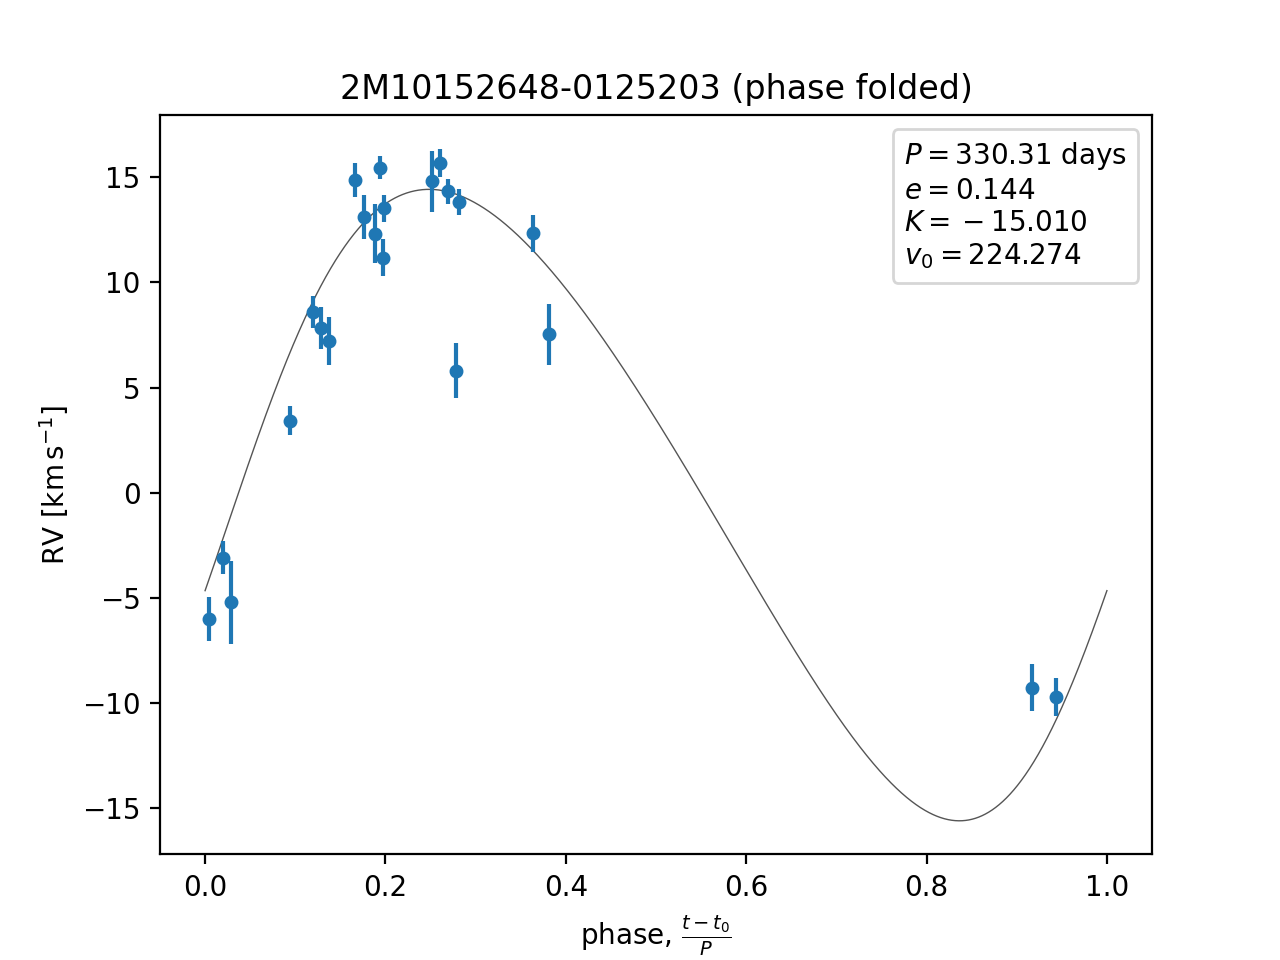 2M10152648-0125203 (phase folded)
P = 330.31 days
e = 0.144
K = −15.010
v₀ = 224.274
15
10
5
0
−5
−10
−15
RV [km s⁻¹]
0.0 0.2 0.4 0.6 0.8 1.0
phase, (t − t₀)/P